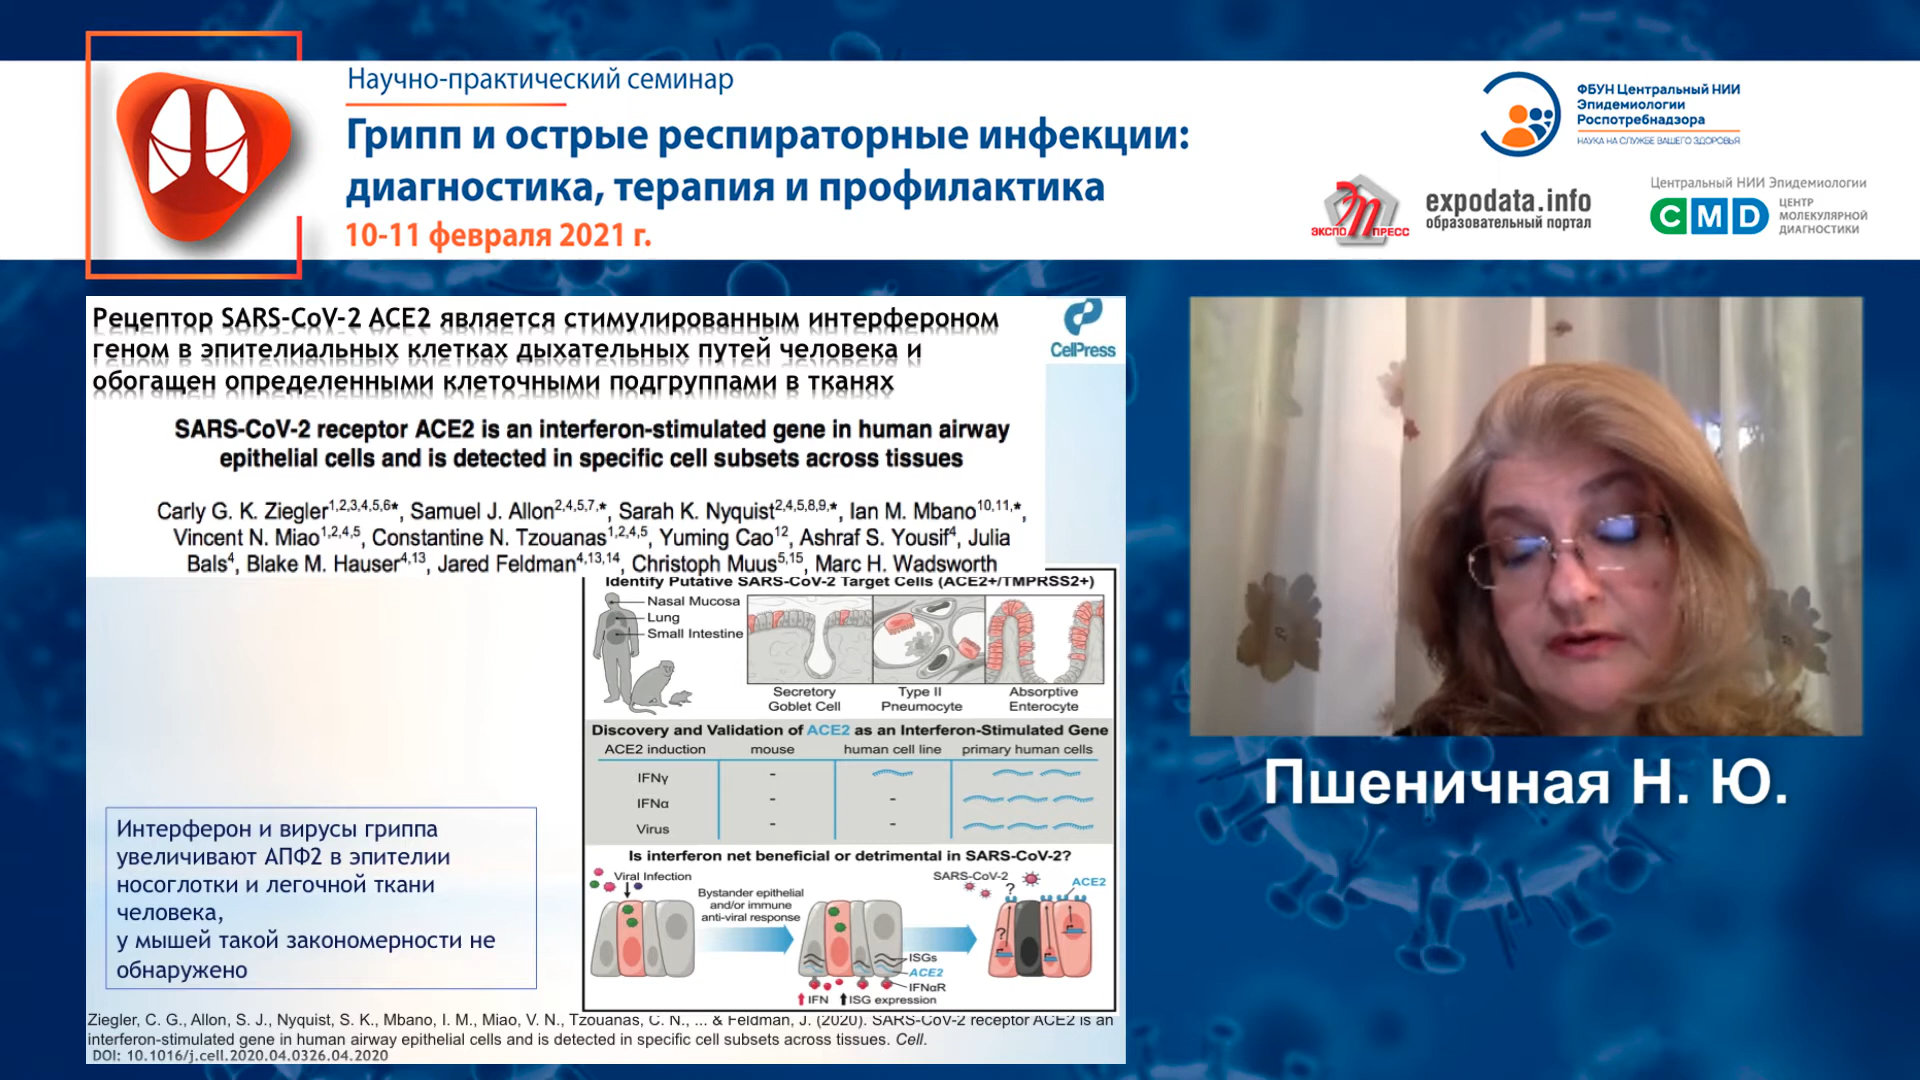 Научно-практический семинар
Грипп и острые респираторные инфекции:
диагностика, терапия и профилактика
10-11 февраля 2021 г.
ФБУН Центральный НИИ
Эпидемиологии
Роспотребнадзора
НАУКА НА СЛУЖБЕ ВАШЕГО ЗДОРОВЬЯ
ЭКСПО ПРЕСС
expodata.info
образовательный портал
Центральный НИИ Эпидемиологии
CMD
ЦЕНТР
МОЛЕКУЛЯРНОЙ
ДИАГНОСТИКИ
Рецептор SARS-CoV-2 ACE2 является стимулированным интерфероном
геном в эпителиальных клетках дыхательных путей человека и
обогащен определенными клеточными подгруппами в тканях
CellPress
SARS-CoV-2 receptor ACE2 is an interferon-stimulated gene in human airway
epithelial cells and is detected in specific cell subsets across tissues
Carly G. K. Ziegler1,2,3,4,5,6*, Samuel J. Allon2,4,5,7,*, Sarah K. Nyquist2,4,5,8,9,*, Ian M. Mbano10,11,*,
Vincent N. Miao1,2,4,5, Constantine N. Tzouanas1,2,4,5, Yuming Cao12, Ashraf S. Yousif4, Julia
Bals4, Blake M. Hauser4,13, Jared Feldman4,13,14, Christoph Muus5,15, Marc H. Wadsworth
Identify Putative SARS-CoV-2 Target Cells (ACE2+/TMPRSS2+)
Nasal Mucosa
Lung
Small Intestine
Secretory
Goblet Cell
Type II
Pneumocyte
Absorptive
Enterocyte
Discovery and Validation of ACE2 as an Interferon-Stimulated Gene
ACE2 induction mouse human cell line primary human cells
IFNγ -
IFNα - -
Virus - -
Is interferon net beneficial or detrimental in SARS-CoV-2?
Viral Infection
Bystander epithelial
and/or immune
anti-viral response
SARS-CoV-2
?
ACE2
?
ISGs
ACE2
IFNαR
IFN ISG expression
Интерферон и вирусы гриппа
увеличивают АПФ2 в эпителии
носоглотки и легочной ткани
человека,
у мышей такой закономерности не
обнаружено
Ziegler, C. G., Allon, S. J., Nyquist, S. K., Mbano, I. M., Miao, V. N., Tzouanas, C. N., ... & Feldman, J. (2020). SARS-CoV-2 receptor ACE2 is an
interferon-stimulated gene in human airway epithelial cells and is detected in specific cell subsets across tissues. Cell.
DOI: 10.1016/j.cell.2020.04.0326.04.2020
Пшеничная Н. Ю.